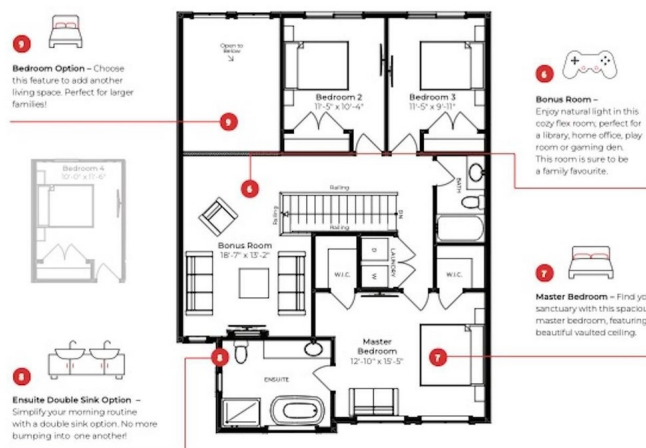 9
Bedroom Option – Choose
this feature to add another
living space. Perfect for larger
families!
Bedroom 4
10'-0" x 11'-6"
8
Ensuite Double Sink Option –
Simplify your morning routine
with a double sink option. No more
bumping into one another!
Open to
Below
9
Bedroom 2
11'-5" x 10'-4"
Bedroom 3
11'-5" x 9'-11"
6
Railing
Railing
Railing
DN
BATH
Bonus Room
18'-7" x 13'-2"
W.I.C.
D
W
LAUNDRY
W.I.C.
Master
Bedroom
12'-10" x 15'-5"
7
8
ENSUITE
6
Bonus Room –
Enjoy natural light in this
cozy flex room, perfect for
a library, home office, play
room or gaming den.
This room is sure to be
a family favourite.
7
Master Bedroom – Find yo
sanctuary with this spaciou
master bedroom, featuring
beautiful vaulted ceiling.